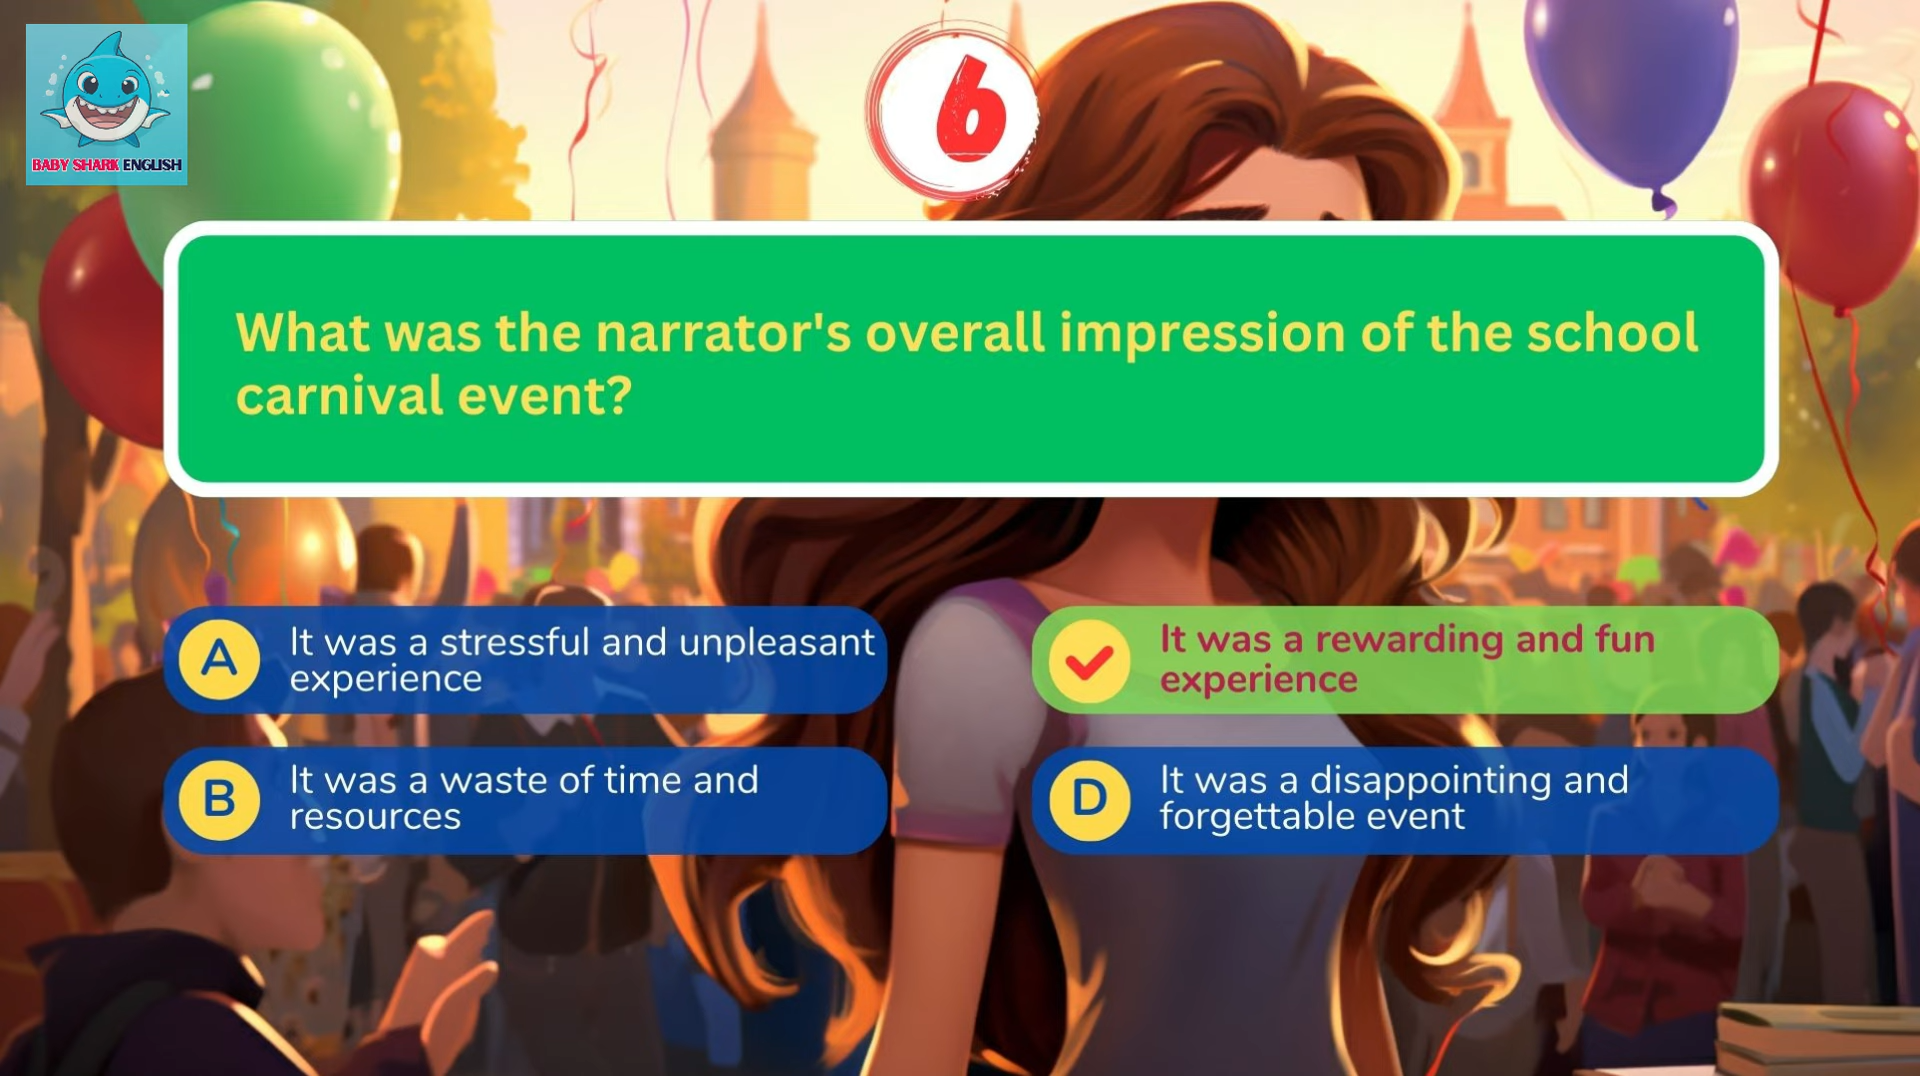 BABY SHARK ENGLISH
6
What was the narrator's overall impression of the school
carnival event?
A
It was a stressful and unpleasant
experience
B
It was a waste of time and
resources
It was a rewarding and fun
experience
D
It was a disappointing and
forgettable event